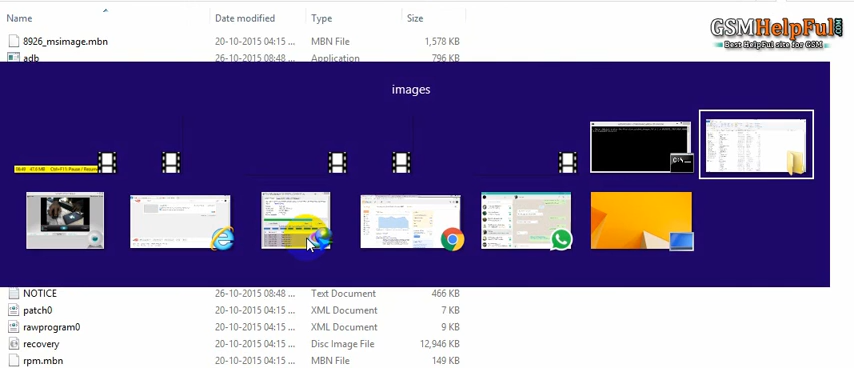 Name Date modified Type Size
GSMHelpFul.com
Best HelpFul site for GSM
8926_msimage.mbn 20-10-2015 04:15 ... MBN File 1,578 KB
adb 26-10-2015 08:48 ... Application 796 KB
images
NOTICE 26-10-2015 08:48 ... Text Document 466 KB
patch0 20-10-2015 04:15 ... XML Document 7 KB
rawprogram0 20-10-2015 04:15 ... XML Document 9 KB
recovery 20-10-2015 04:15 ... Disc Image File 12,946 KB
rpm.mbn 20-10-2015 04:15 ... MBN File 149 KB